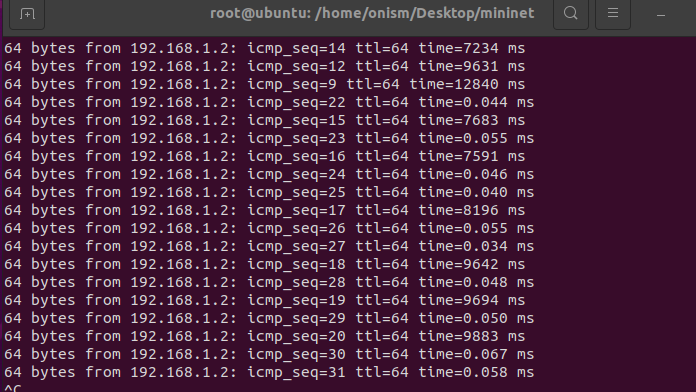 root@ubuntu: /home/onism/Desktop/mininet
64 bytes from 192.168.1.2: icmp_seq=14 ttl=64 time=7234 ms
64 bytes from 192.168.1.2: icmp_seq=12 ttl=64 time=9631 ms
64 bytes from 192.168.1.2: icmp_seq=9 ttl=64 time=12840 ms
64 bytes from 192.168.1.2: icmp_seq=22 ttl=64 time=0.044 ms
64 bytes from 192.168.1.2: icmp_seq=15 ttl=64 time=7683 ms
64 bytes from 192.168.1.2: icmp_seq=23 ttl=64 time=0.055 ms
64 bytes from 192.168.1.2: icmp_seq=16 ttl=64 time=7591 ms
64 bytes from 192.168.1.2: icmp_seq=24 ttl=64 time=0.046 ms
64 bytes from 192.168.1.2: icmp_seq=25 ttl=64 time=0.040 ms
64 bytes from 192.168.1.2: icmp_seq=17 ttl=64 time=8196 ms
64 bytes from 192.168.1.2: icmp_seq=26 ttl=64 time=0.055 ms
64 bytes from 192.168.1.2: icmp_seq=27 ttl=64 time=0.034 ms
64 bytes from 192.168.1.2: icmp_seq=18 ttl=64 time=9642 ms
64 bytes from 192.168.1.2: icmp_seq=28 ttl=64 time=0.048 ms
64 bytes from 192.168.1.2: icmp_seq=19 ttl=64 time=9694 ms
64 bytes from 192.168.1.2: icmp_seq=29 ttl=64 time=0.050 ms
64 bytes from 192.168.1.2: icmp_seq=20 ttl=64 time=9883 ms
64 bytes from 192.168.1.2: icmp_seq=30 ttl=64 time=0.067 ms
64 bytes from 192.168.1.2: icmp_seq=31 ttl=64 time=0.058 ms
^C